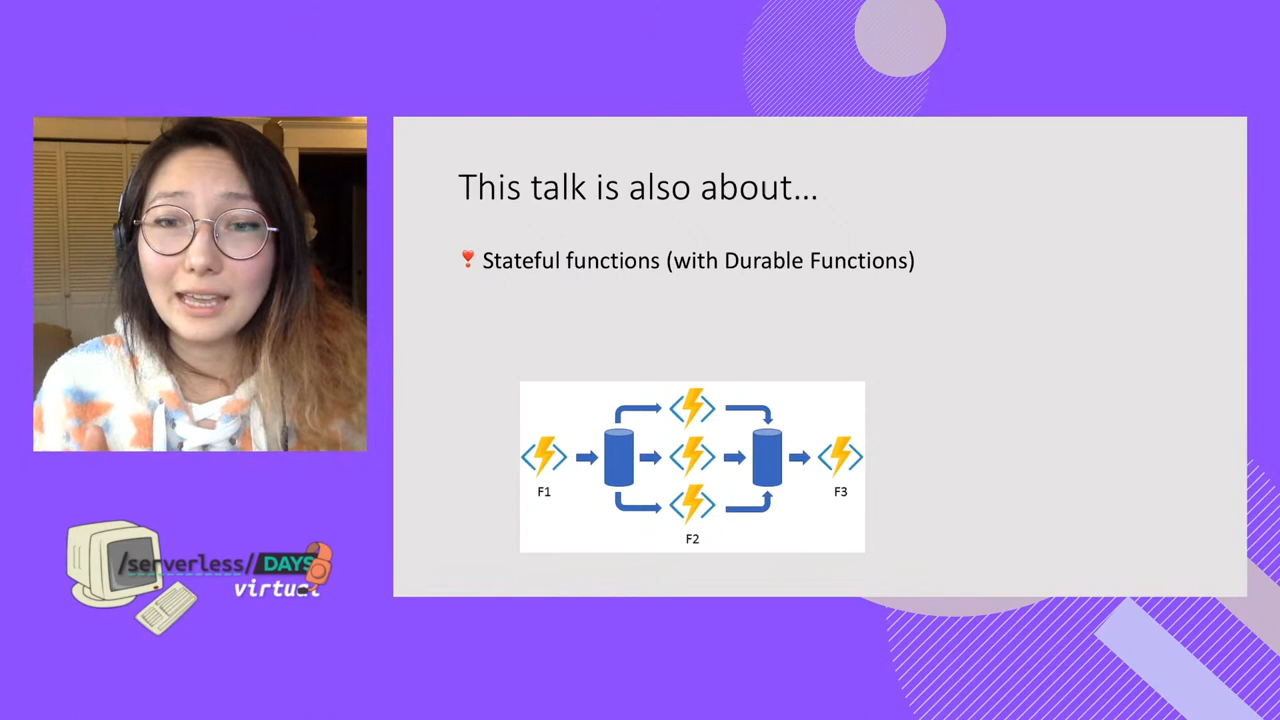 This talk is also about...
Stateful functions (with Durable Functions)
F1
F2
F3
/serverless/ DAYS
virtual